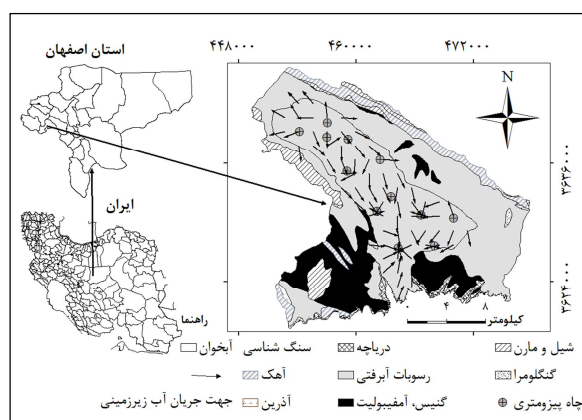 استان اصفهان
ایران
۴۴۸۰۰۰ ۴۶۰۰۰۰ ۴۷۲۰۰۰
N
۳۶۳۶۰۰۰
۳۶۲۴۰۰۰
۰ ۴ ۸
کیلومتر
راهنما
شیل و مارن
دریاچه
سنگ شناسی
آبخوان
گنگلومرا
رسوبات آبرفتی
آهک
چاه پیزومتری
گنیس، آمفیبولیت
آذرین
جهت جریان آب زیرزمینی